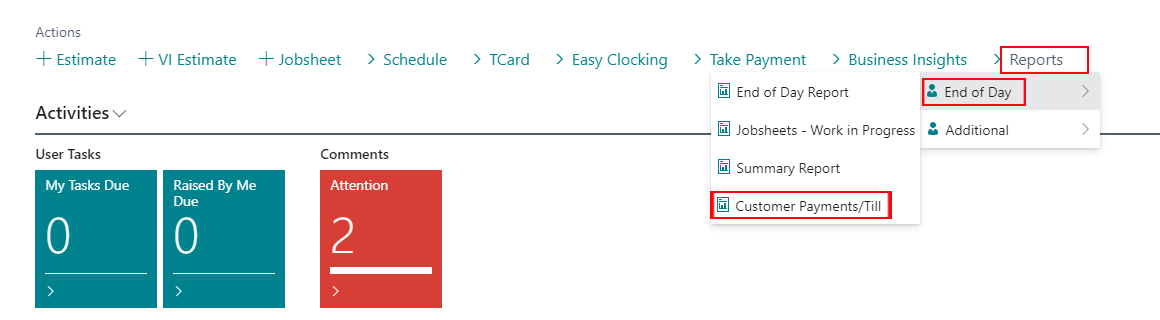 Actions
+ Estimate + VI Estimate + Jobsheet > Schedule > TCard > Easy Clocking > Take Payment > Business Insights > Reports
End of Day Report
End of Day
Jobsheets - Work in Progress
Additional
Summary Report
Customer Payments/Till
Activities
User Tasks
Comments
My Tasks Due
0
Raised By Me
Due
0
Attention
2